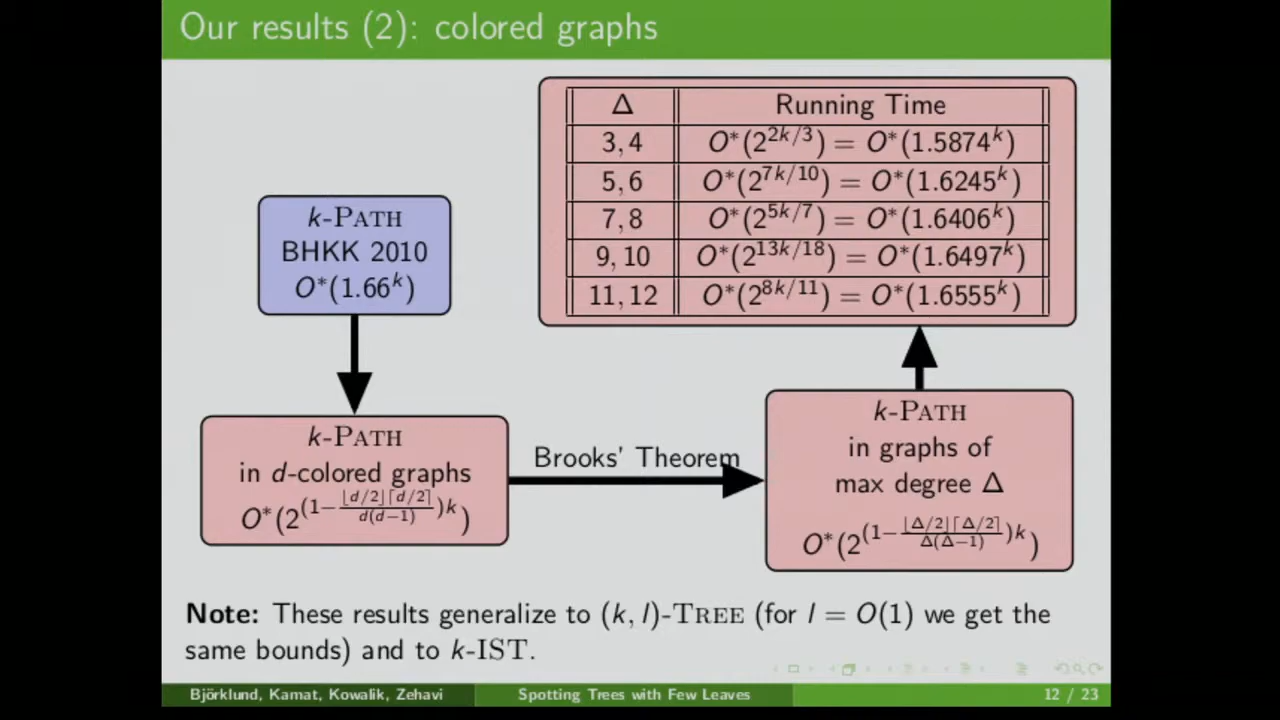 Our results (2): colored graphs
Δ Running Time
3, 4 O*(2^{2k/3}) = O*(1.5874^k)
5, 6 O*(2^{7k/10}) = O*(1.6245^k)
7, 8 O*(2^{5k/7}) = O*(1.6406^k)
9, 10 O*(2^{13k/18}) = O*(1.6497^k)
11, 12 O*(2^{8k/11}) = O*(1.6555^k)
k-Path
BHKK 2010
O*(1.66^k)
k-Path
in d-colored graphs
O*(2^{(1−\frac{⌊d/2⌋⌈d/2⌉}{d(d−1)})k})
Brooks' Theorem
k-Path
in graphs of
max degree Δ
O*(2^{(1−\frac{⌊Δ/2⌋⌈Δ/2⌉}{Δ(Δ−1)})k})
Note: These results generalize to (k, l)-Tree (for l = O(1) we get the
same bounds) and to k-IST.
Björklund, Kamat, Kowalik, Zehavi Spotting Trees with Few Leaves 12 / 23